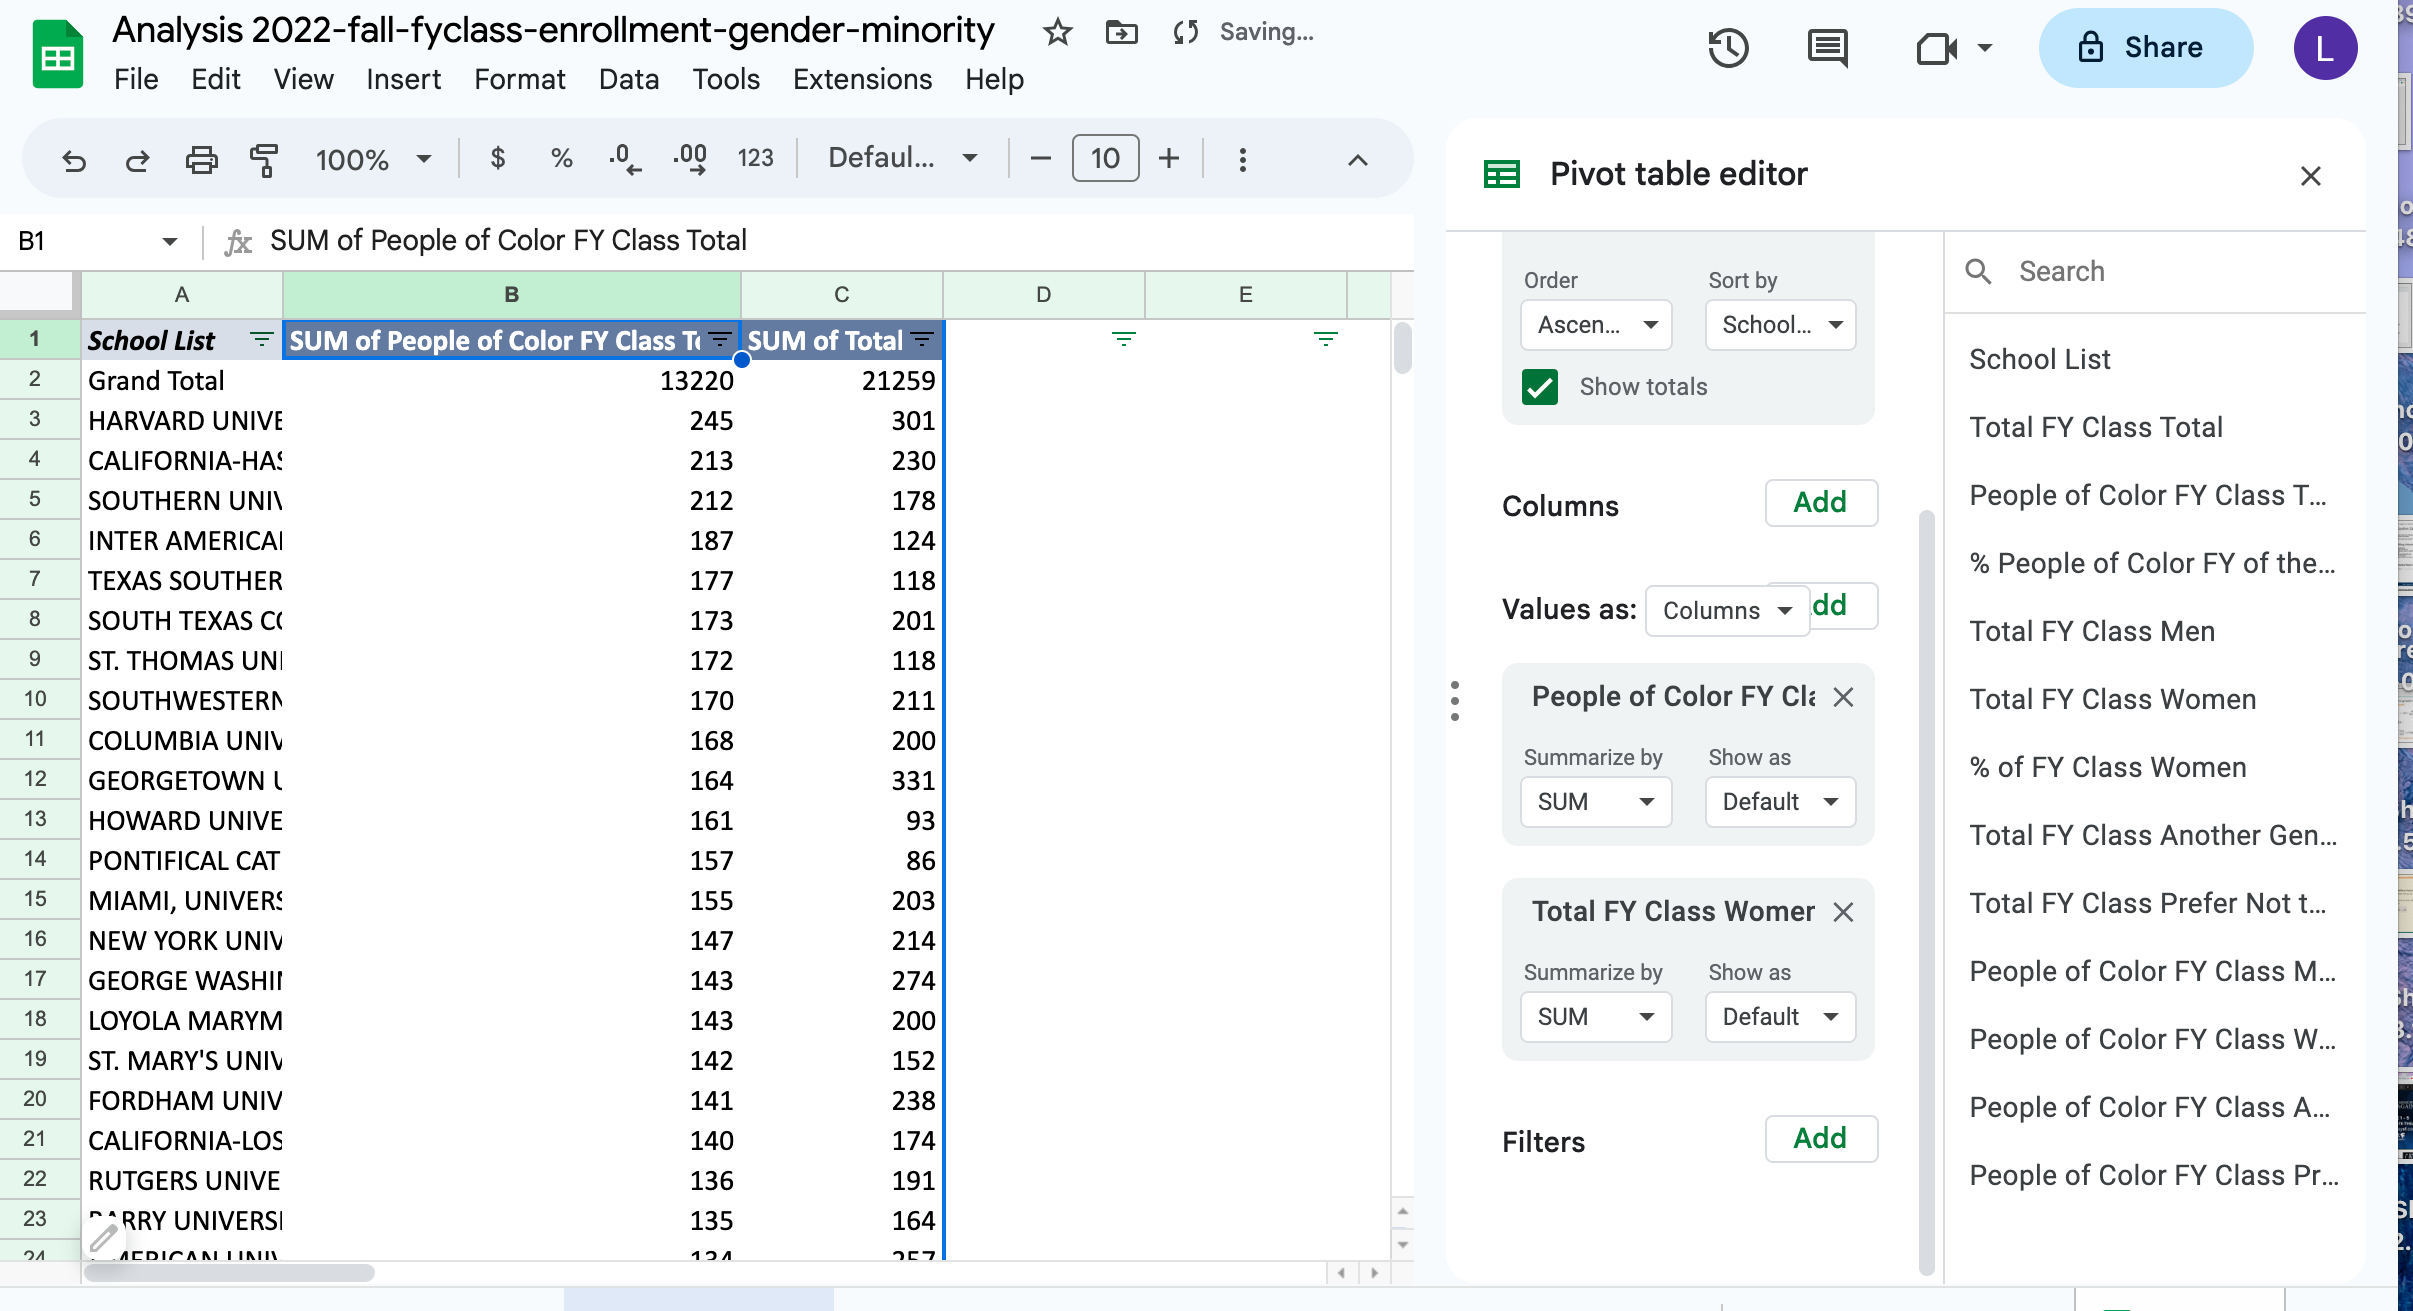 Analysis 2022-fall-fyclass-enrollment-gender-minority
Saving...
File Edit View Insert Format Data Tools Extensions Help
Share
L
100%
$ % .0 .00 123
Defaul...
10
B1
SUM of People of Color FY Class Total
A B C D E
1 School List SUM of People of Color FY Class To SUM of Total
2 Grand Total 13220 21259
3 HARVARD UNIVE 245 301
4 CALIFORNIA-HAS 213 230
5 SOUTHERN UNIV 212 178
6 INTER AMERICAN 187 124
7 TEXAS SOUTHER 177 118
8 SOUTH TEXAS CO 173 201
9 ST. THOMAS UNI 172 118
10 SOUTHWESTERN 170 211
11 COLUMBIA UNIV 168 200
12 GEORGETOWN U 164 331
13 HOWARD UNIVE 161 93
14 PONTIFICAL CAT 157 86
15 MIAMI, UNIVERS 155 203
16 NEW YORK UNIV 147 214
17 GEORGE WASHIN 143 274
18 LOYOLA MARYM 143 200
19 ST. MARY'S UNIV 142 152
20 FORDHAM UNIV 141 238
21 CALIFORNIA-LOS 140 174
22 RUTGERS UNIVE 136 191
23 BARRY UNIVERSI 135 164
24 AMERICAN UNIV 134 257
Pivot table editor
Order Sort by
Ascen... School...
Show totals
Columns Add
Values as: Columns dd
People of Color FY Cla
Summarize by Show as
SUM Default
Total FY Class Women
Summarize by Show as
SUM Default
Filters Add
Search
School List
Total FY Class Total
People of Color FY Class T...
% People of Color FY of the...
Total FY Class Men
Total FY Class Women
% of FY Class Women
Total FY Class Another Gen...
Total FY Class Prefer Not t...
People of Color FY Class M...
People of Color FY Class W...
People of Color FY Class A...
People of Color FY Class Pr...